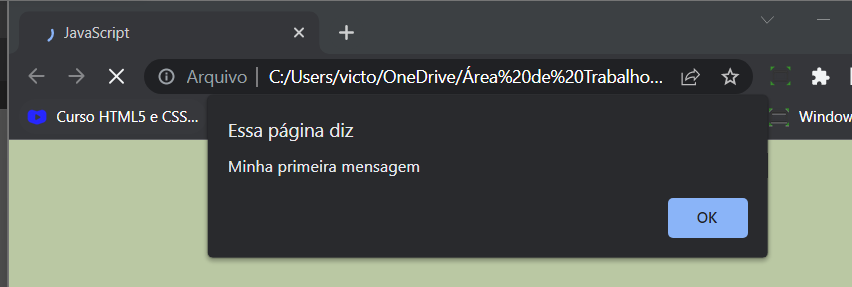 JavaScript
Arquivo | C:/Users/victo/OneDrive/Área%20de%20Trabalho...
Curso HTML5 e CSS...
Window
Essa página diz
Minha primeira mensagem
OK